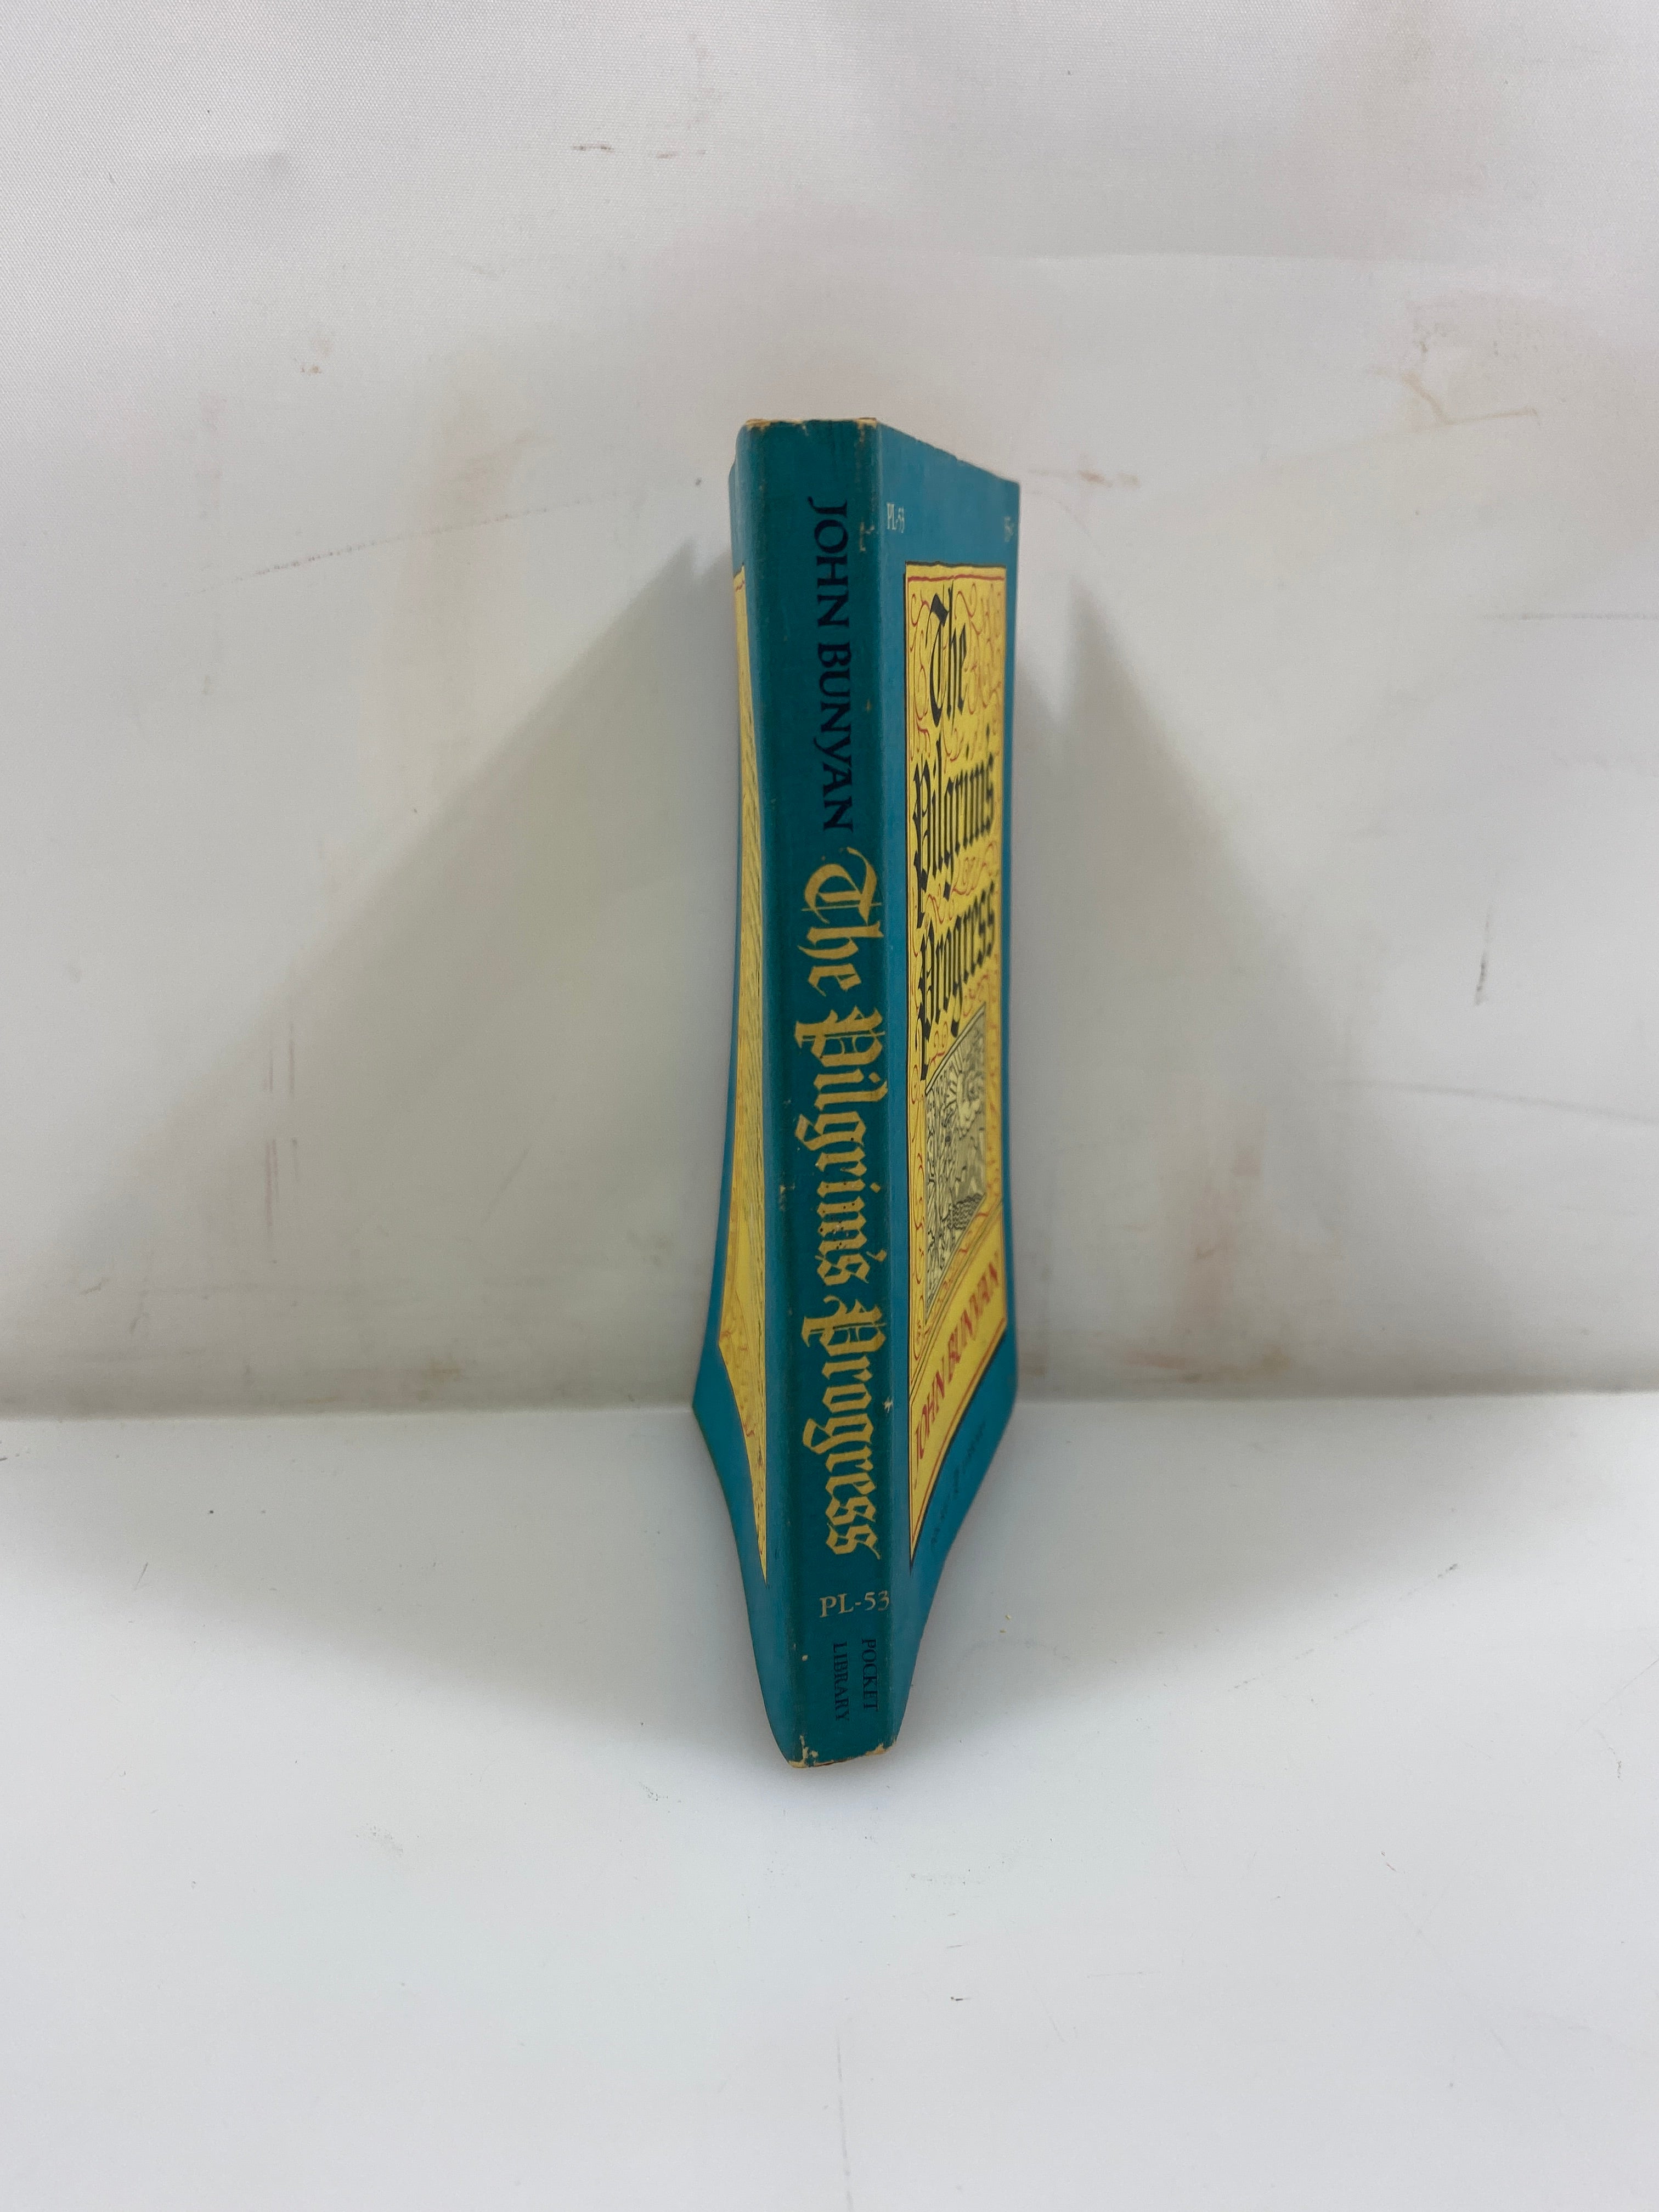 JOHN BUNYAN The Pilgrim's Progress
PL-53
POCKET
LIBRARY
PL-53
The
Pilgrim's
Progress
JOHN BUNYAN